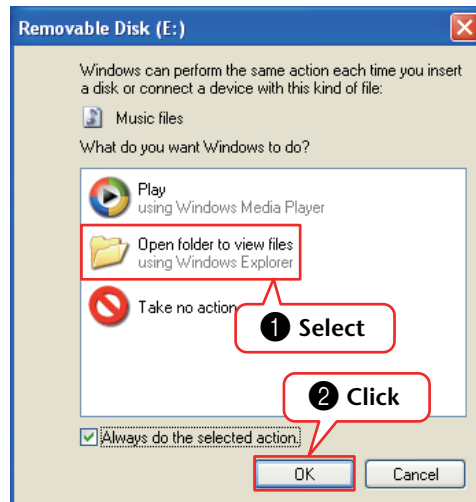 Removable Disk (E:)
Windows can perform the same action each time you insert
a disk or connect a device with this kind of file:
Music files
What do you want Windows to do?
Play
using Windows Media Player
Open folder to view files
using Windows Explorer
Take no action
1 Select
2 Click
Always do the selected action.
OK
Cancel